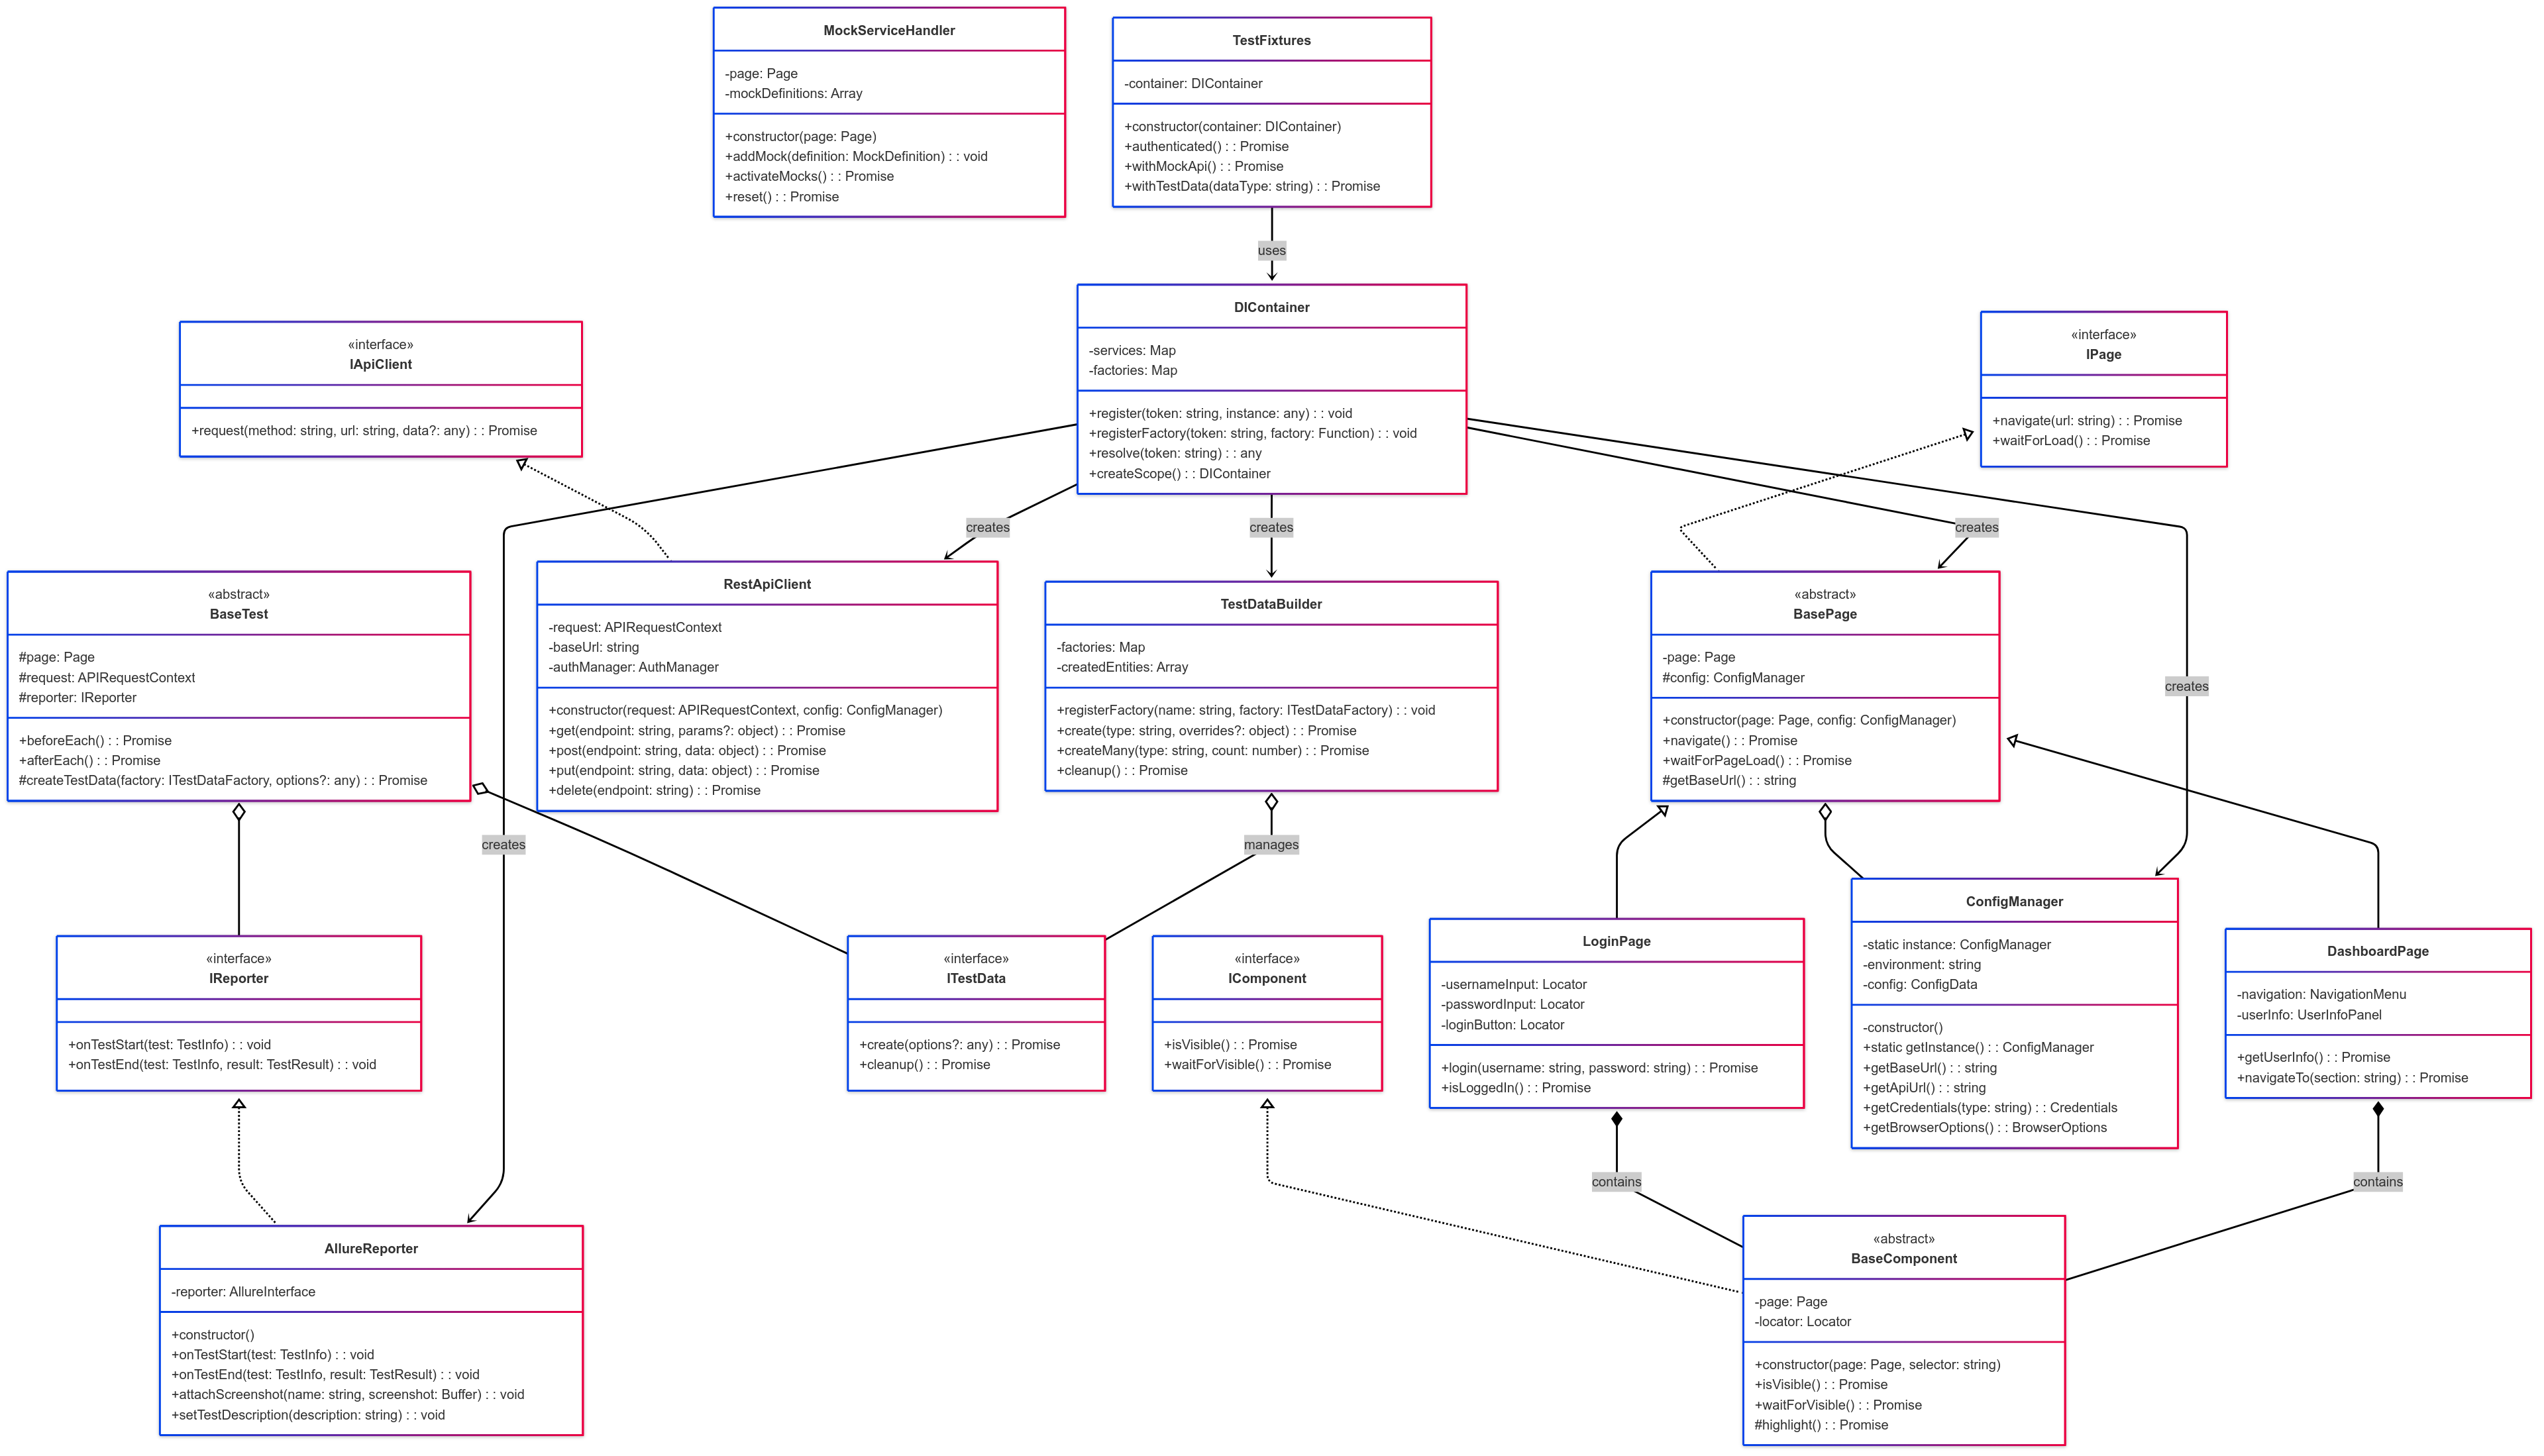 MockServiceHandler
-page: Page
-mockDefinitions: Array
+constructor(page: Page)
+addMock(definition: MockDefinition) : : void
+activateMocks() : : Promise
+reset() : : Promise
TestFixtures
-container: DIContainer
+constructor(container: DIContainer)
+authenticated() : : Promise
+withMockApi() : : Promise
+withTestData(dataType: string) : : Promise
uses
DIContainer
-services: Map
-factories: Map
+register(token: string, instance: any) : : void
+registerFactory(token: string, factory: Function) : : void
+resolve(token: string) : : any
+createScope() : : DIContainer
«interface»
IApiClient
+request(method: string, url: string, data?: any) : : Promise
«interface»
IPage
+navigate(url: string) : : Promise
+waitForLoad() : : Promise
creates
creates
creates
«abstract»
BaseTest
#page: Page
#request: APIRequestContext
#reporter: IReporter
+beforeEach() : : Promise
+afterEach() : : Promise
#createTestData(factory: ITestDataFactory, options?: any) : : Promise
RestApiClient
-request: APIRequestContext
-baseUrl: string
-authManager: AuthManager
+constructor(request: APIRequestContext, config: ConfigManager)
+get(endpoint: string, params?: object) : : Promise
+post(endpoint: string, data: object) : : Promise
+put(endpoint: string, data: object) : : Promise
+delete(endpoint: string) : : Promise
TestDataBuilder
-factories: Map
-createdEntities: Array
+registerFactory(name: string, factory: ITestDataFactory) : : void
+create(type: string, overrides?: object) : : Promise
+createMany(type: string, count: number) : : Promise
+cleanup() : : Promise
«abstract»
BasePage
-page: Page
#config: ConfigManager
+constructor(page: Page, config: ConfigManager)
+navigate() : : Promise
+waitForPageLoad() : : Promise
#getBaseUrl() : : string
creates
creates
manages
«interface»
IReporter
+onTestStart(test: TestInfo) : : void
+onTestEnd(test: TestInfo, result: TestResult) : : void
«interface»
ITestData
+create(options?: any) : : Promise
+cleanup() : : Promise
«interface»
IComponent
+isVisible() : : Promise
+waitForVisible() : : Promise
LoginPage
-usernameInput: Locator
-passwordInput: Locator
-loginButton: Locator
+login(username: string, password: string) : : Promise
+isLoggedIn() : : Promise
ConfigManager
-static instance: ConfigManager
-environment: string
-config: ConfigData
-constructor()
+static getInstance() : : ConfigManager
+getBaseUrl() : : string
+getApiUrl() : : string
+getCredentials(type: string) : : Credentials
+getBrowserOptions() : : BrowserOptions
DashboardPage
-navigation: NavigationMenu
-userInfo: UserInfoPanel
+getUserInfo() : : Promise
+navigateTo(section: string) : : Promise
contains
contains
AllureReporter
-reporter: AllureInterface
+constructor()
+onTestStart(test: TestInfo) : : void
+onTestEnd(test: TestInfo, result: TestResult) : : void
+attachScreenshot(name: string, screenshot: Buffer) : : void
+setTestDescription(description: string) : : void
«abstract»
BaseComponent
-page: Page
-locator: Locator
+constructor(page: Page, selector: string)
+isVisible() : : Promise
+waitForVisible() : : Promise
#highlight() : : Promise